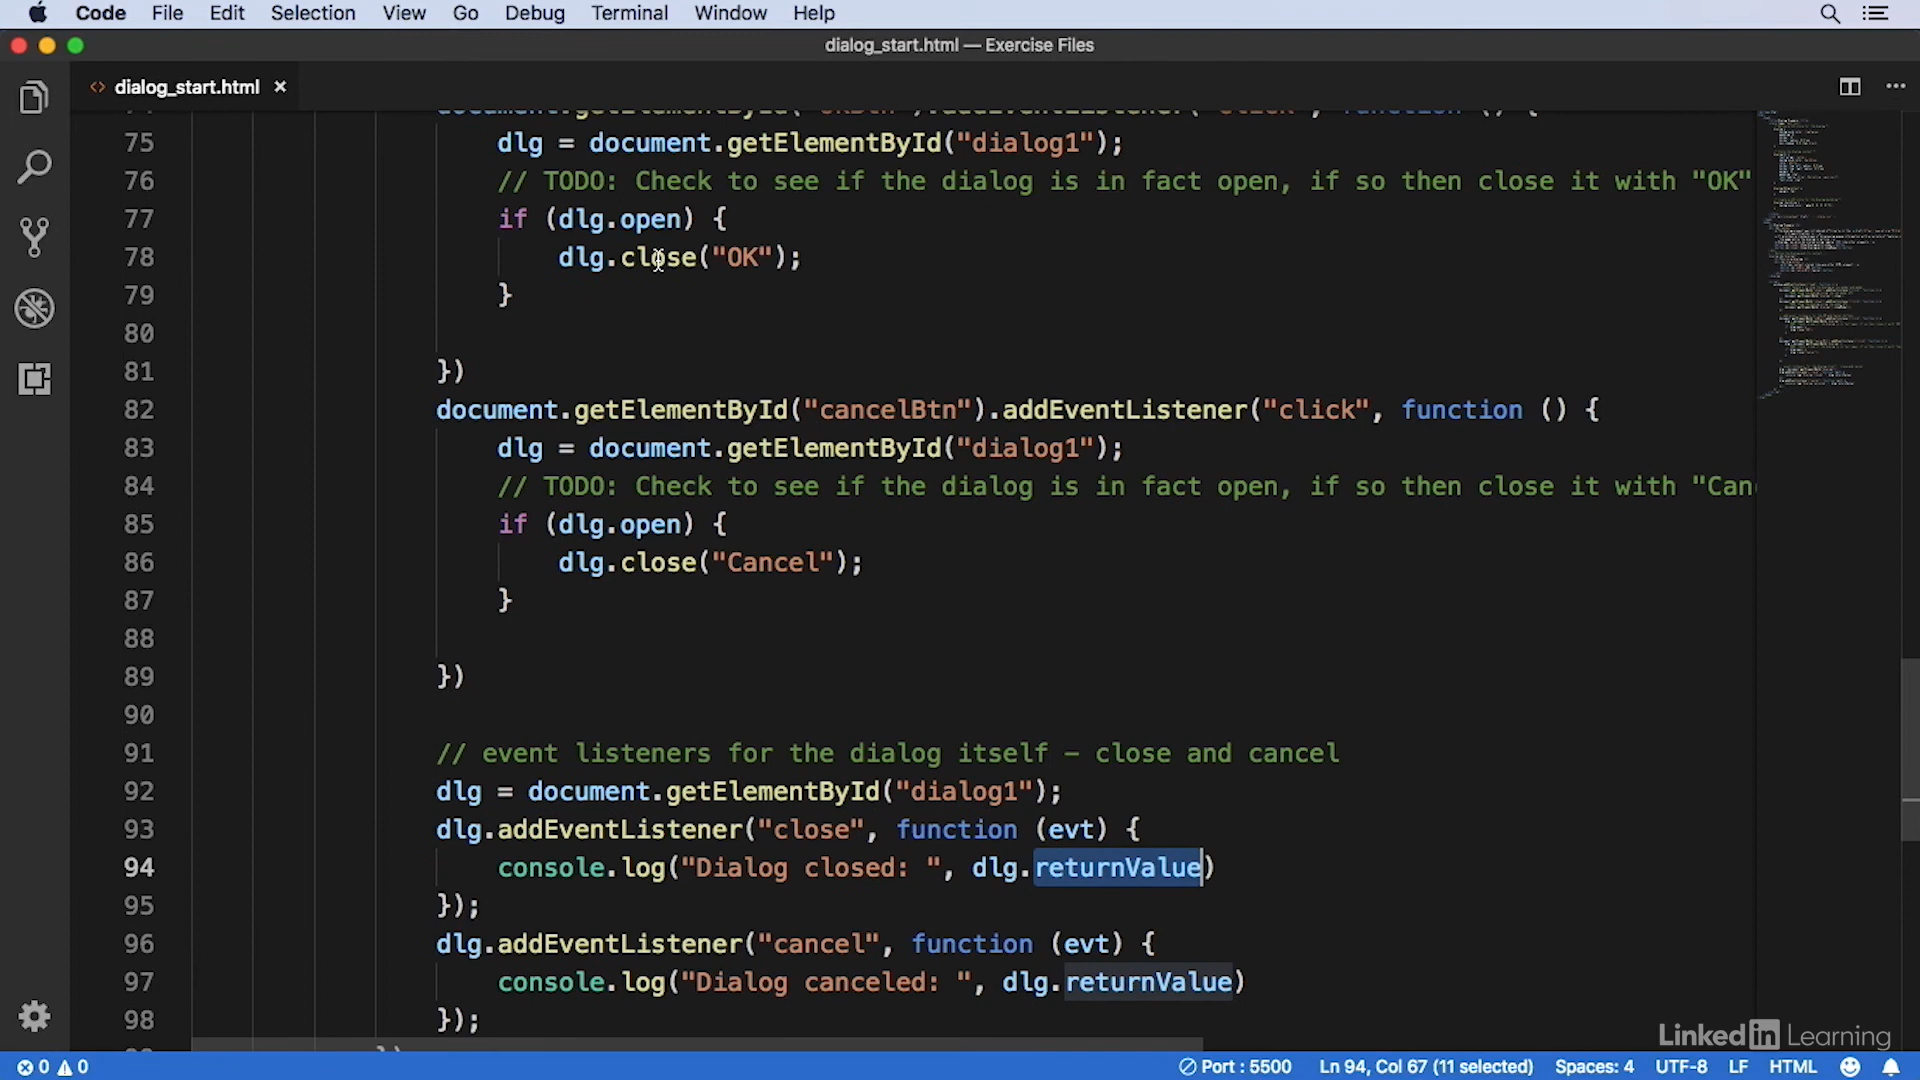 Code File Edit Selection View Go Debug Terminal Window Help
dialog_start.html — Exercise Files
dialog_start.html
document.getElementById("okBtn").addEventListener("click", function () {
75 dlg = document.getElementById("dialog1");
76 // TODO: Check to see if the dialog is in fact open, if so then close it with "OK"
77 if (dlg.open) {
78 dlg.close("OK");
79 }
80
81 })
82 document.getElementById("cancelBtn").addEventListener("click", function () {
83 dlg = document.getElementById("dialog1");
84 // TODO: Check to see if the dialog is in fact open, if so then close it with "Can
85 if (dlg.open) {
86 dlg.close("Cancel");
87 }
88
89 })
90
91 // event listeners for the dialog itself – close and cancel
92 dlg = document.getElementById("dialog1");
93 dlg.addEventListener("close", function (evt) {
94 console.log("Dialog closed: ", dlg.returnValue)
95 });
96 dlg.addEventListener("cancel", function (evt) {
97 console.log("Dialog canceled: ", dlg.returnValue)
98 });
LinkedIn Learning
0 0 Port : 5500 Ln 94, Col 67 (11 selected) Spaces: 4 UTF-8 LF HTML